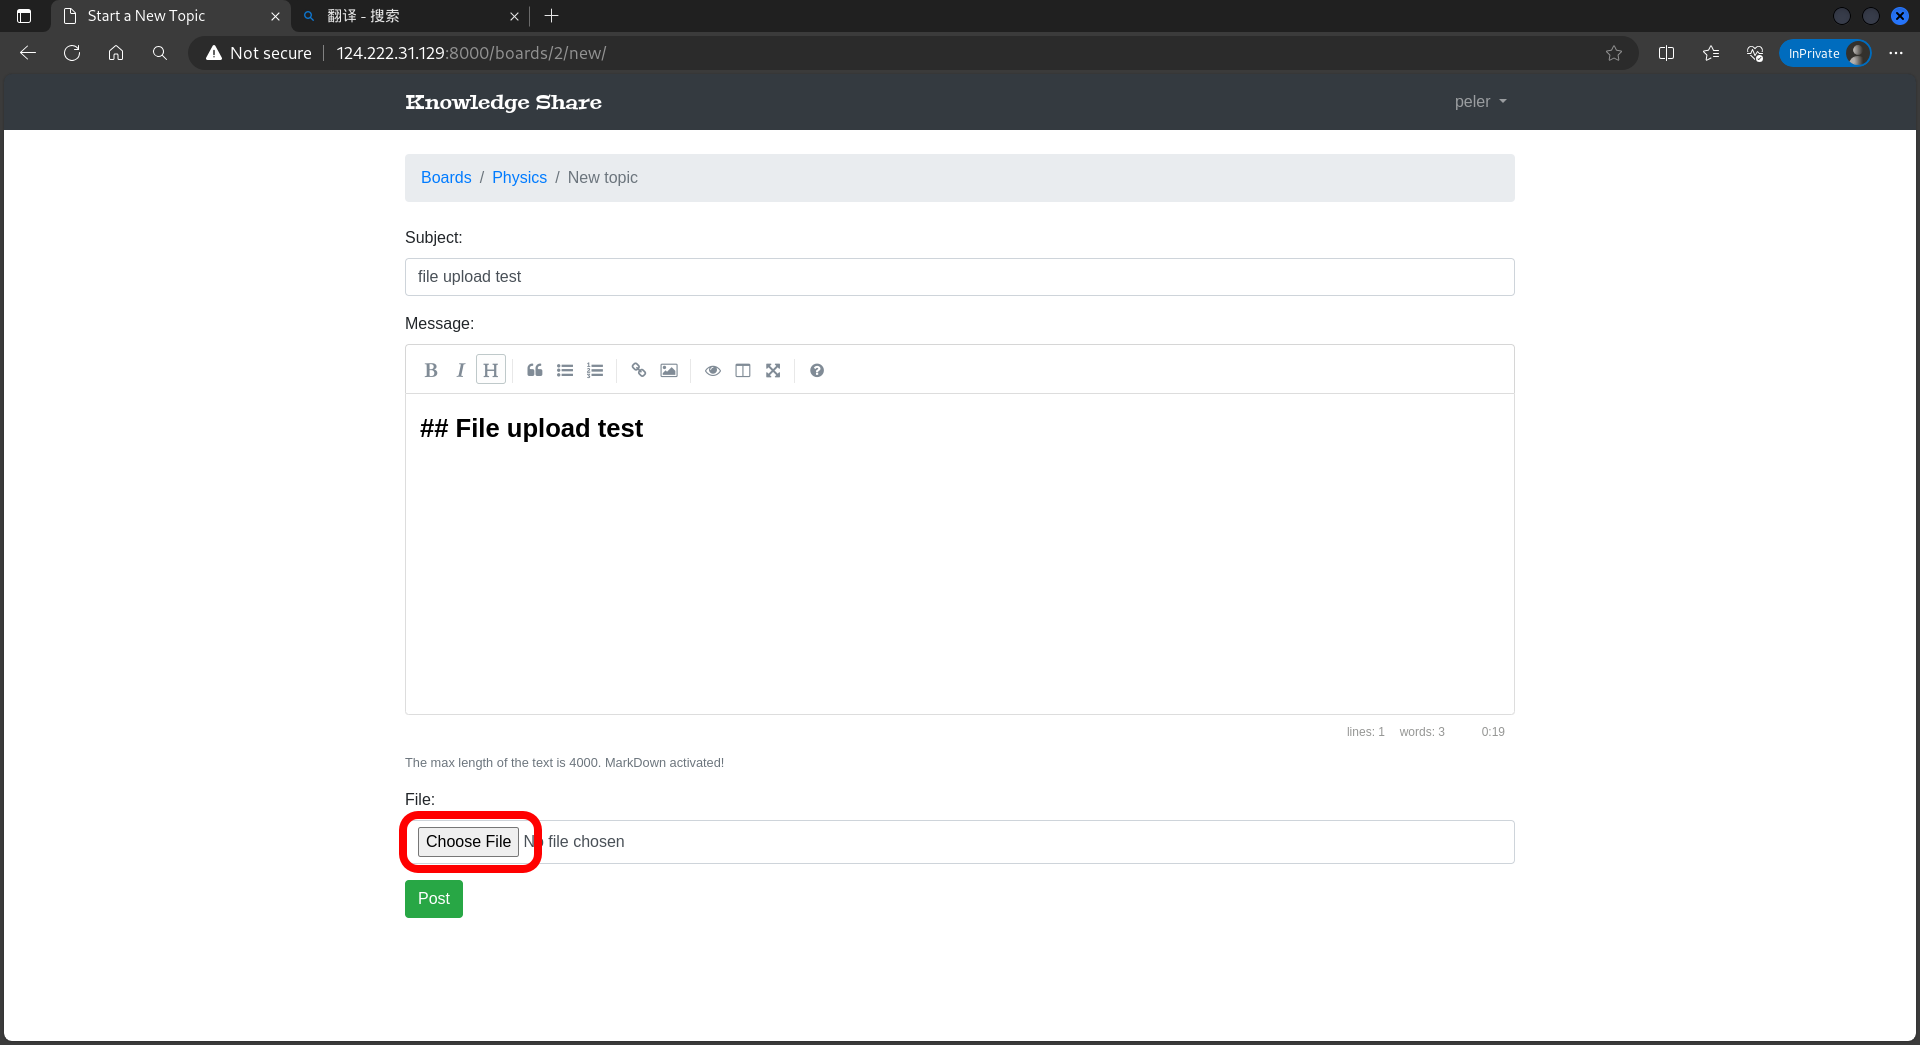 Start a New Topic
翻译 - 搜索
Not secure 124.222.31.129:8000/boards/2/new/
InPrivate
Knowledge Share
peler
Boards / Physics / New topic
Subject:
file upload test
Message:
B I H
## File upload test
lines: 1 words: 3 0:19
The max length of the text is 4000. MarkDown activated!
File:
Choose File No file chosen
Post